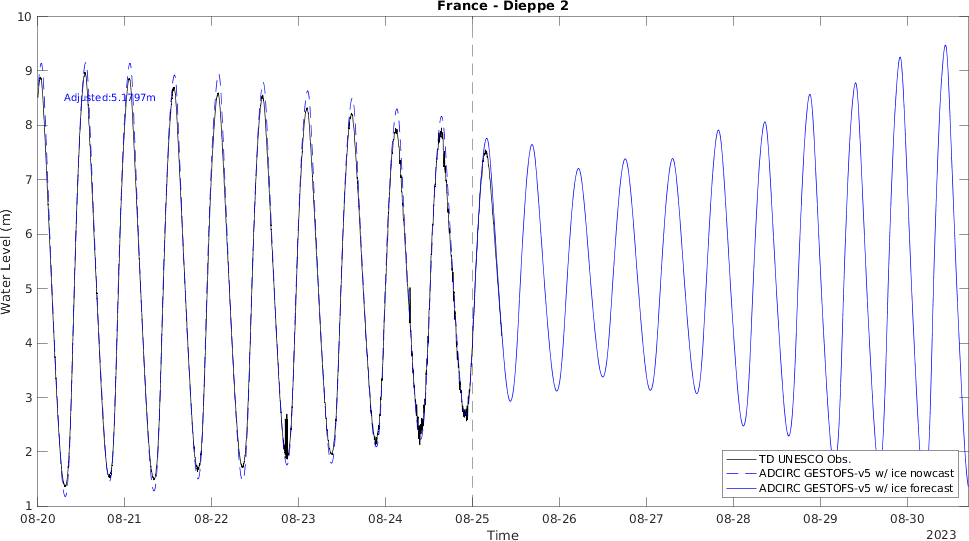 France - Dieppe 2
10
9
8
7
6
5
4
3
2
1
Water Level (m)
Adjusted:5.1797m
TD UNESCO Obs.
ADCIRC GESTOFS-v5 w/ ice nowcast
ADCIRC GESTOFS-v5 w/ ice forecast
08-20 08-21 08-22 08-23 08-24 08-25 08-26 08-27 08-28 08-29 08-30
Time
2023